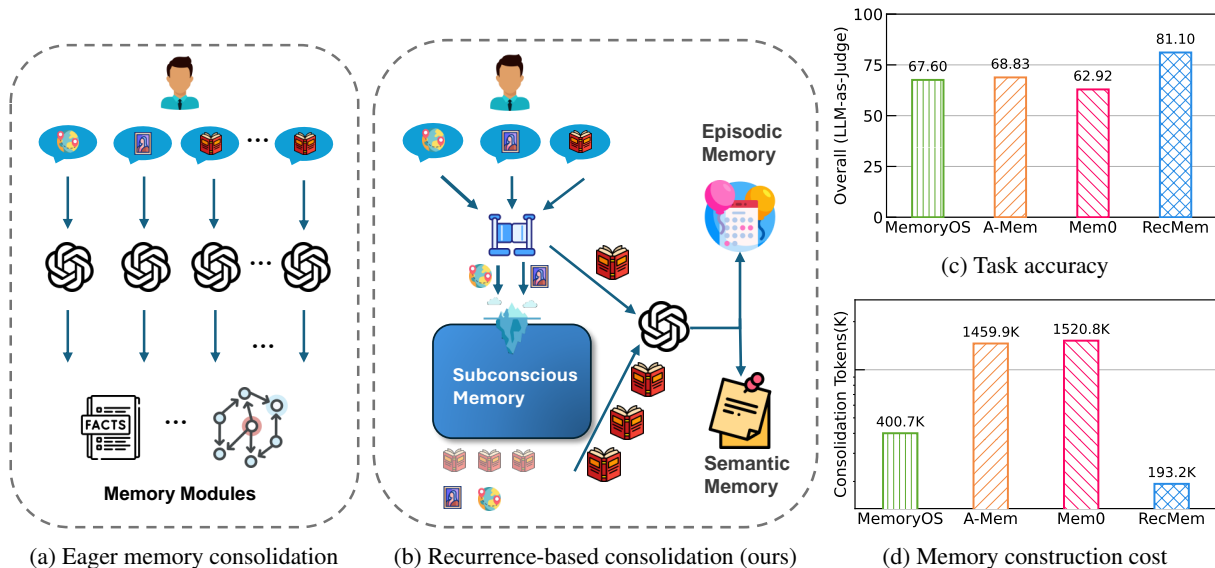 ...
...
...
FACTS
...
Memory Modules
(a) Eager memory consolidation
Episodic
Memory
Subconscious
Memory
Semantic
Memory
(b) Recurrence-based consolidation (ours)
Overall (LLM-as-Judge)
100
75
50
25
0
67.60
68.83
62.92
81.10
MemoryOS
A-Mem
Mem0
RecMem
(c) Task accuracy
Consolidation Tokens(K)
400.7K
1459.9K
1520.8K
193.2K
MemoryOS
A-Mem
Mem0
RecMem
(d) Memory construction cost